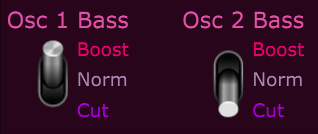 Osc 1 Bass
Boost
Norm
Cut
Osc 2 Bass
Boost
Norm
Cut